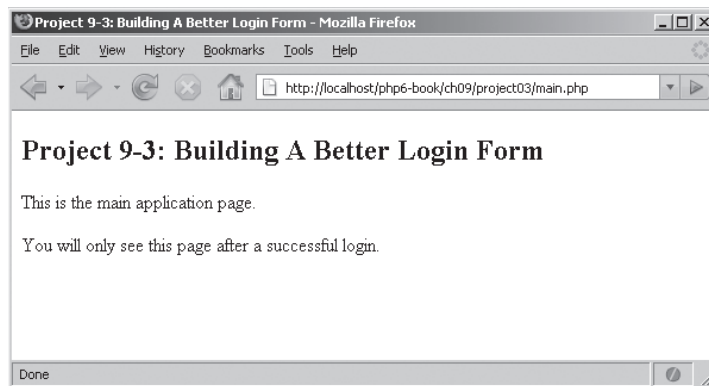 Project 9-3: Building A Better Login Form - Mozilla Firefox
File Edit View History Bookmarks Tools Help
http://localhost/php6-book/ch09/project03/main.php
Project 9-3: Building A Better Login Form
This is the main application page.
You will only see this page after a successful login.
Done